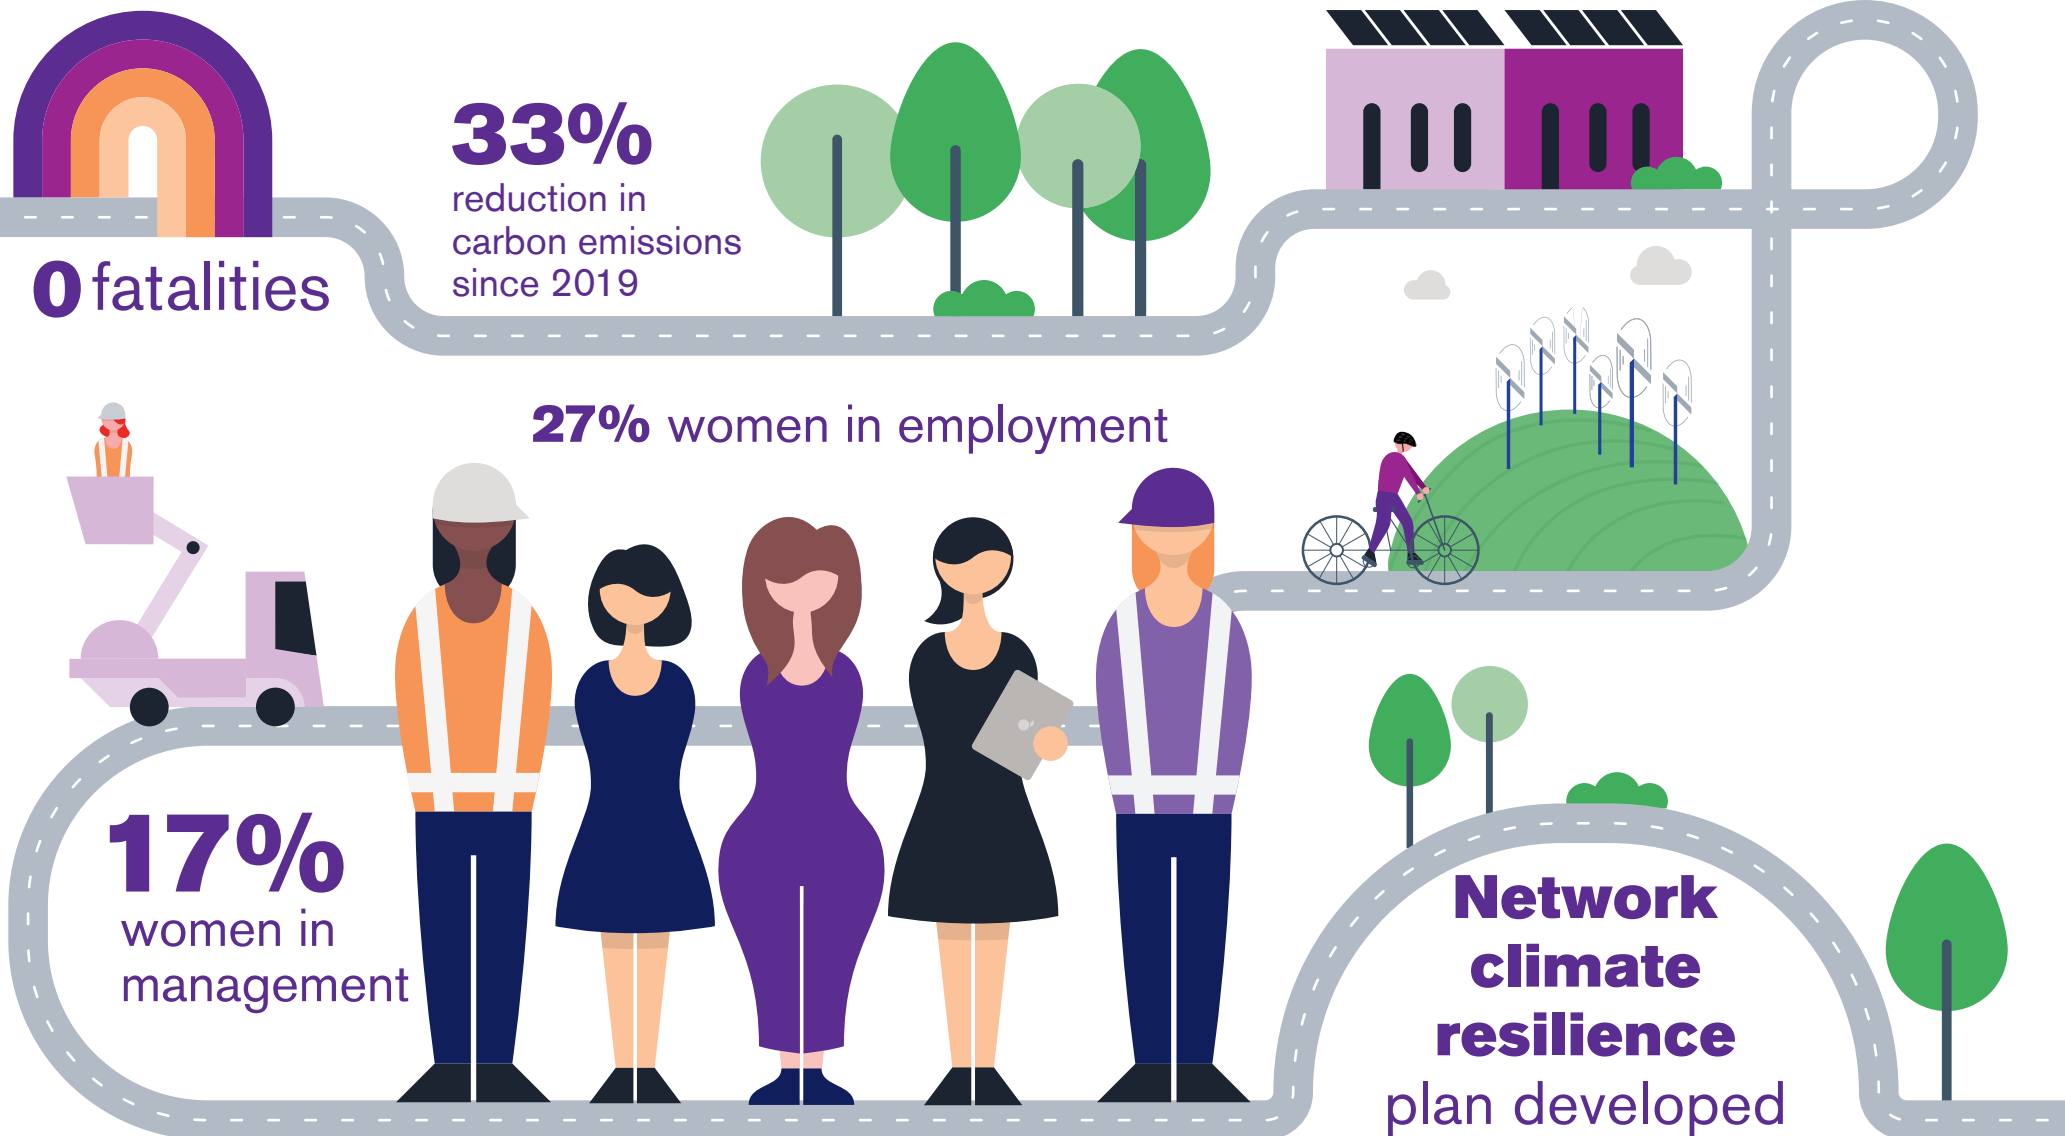 0 fatalities
33%
reduction in
carbon emissions
since 2019
27% women in employment
17%
women in
management
Network
climate
resilience
plan developed